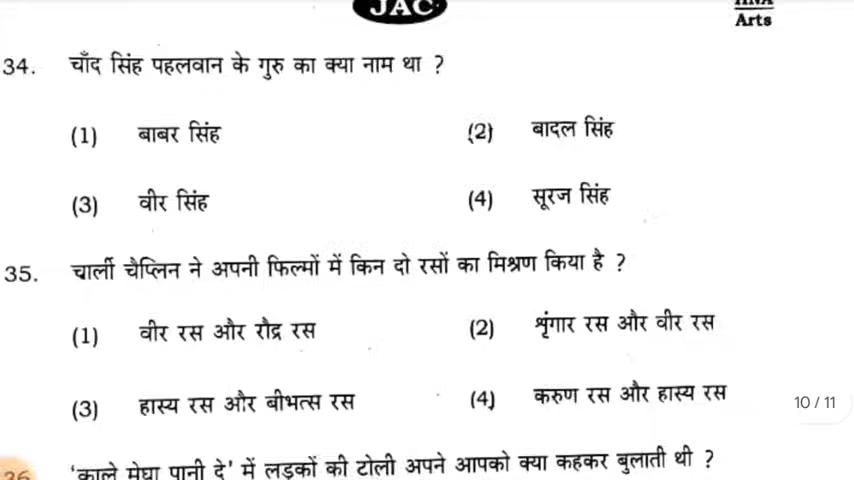 JAC
Arts
34. चाँद सिंह पहलवान के गुरु का क्या नाम था ?
(1) बाबर सिंह (2) बादल सिंह
(3) वीर सिंह (4) सूरज सिंह
35. चार्ली चैप्लिन ने अपनी फिल्मों में किन दो रसों का मिश्रण किया है ?
(1) वीर रस और रौद्र रस (2) शृंगार रस और वीर रस
(3) हास्य रस और बीभत्स रस (4) करुण रस और हास्य रस
10 / 11
36 'काले मेघा पानी दे' में लड़कों की टोली अपने आपको क्या कहकर बुलाती थी ?